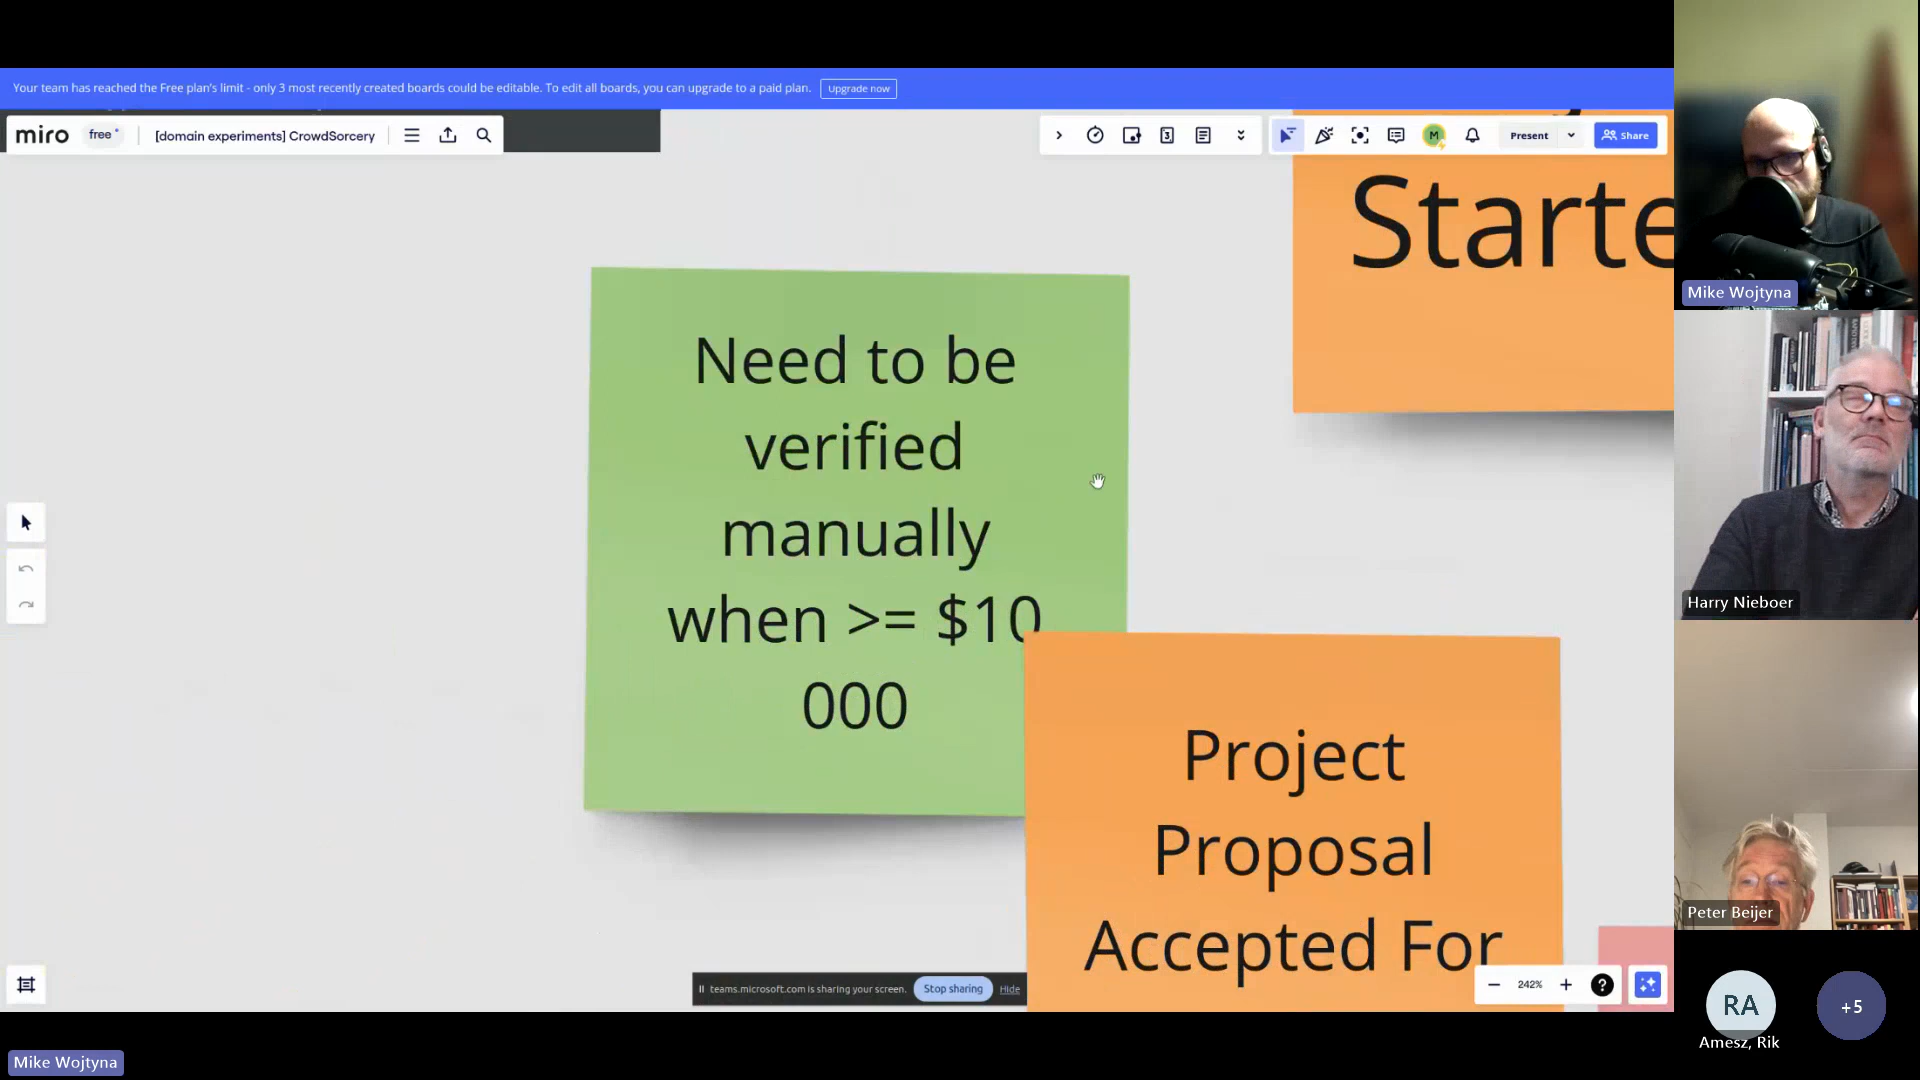 Your team has reached the Free plan's limit - only 3 most recently created boards could be editable. To edit all boards, you can upgrade to a paid plan.
Upgrade now
miro
free
[domain experiments] CrowdSorcery
3
M
Present
Share
Starte
Need to be
verified
manually
when >= $10
000
Project
Proposal
Accepted For
teams.microsoft.com is sharing your screen.
Stop sharing
Hide
242%
?
Mike Wojtyna
Harry Nieboer
Peter Beijer
RA
Amesz, Rik
+5
Mike Wojtyna